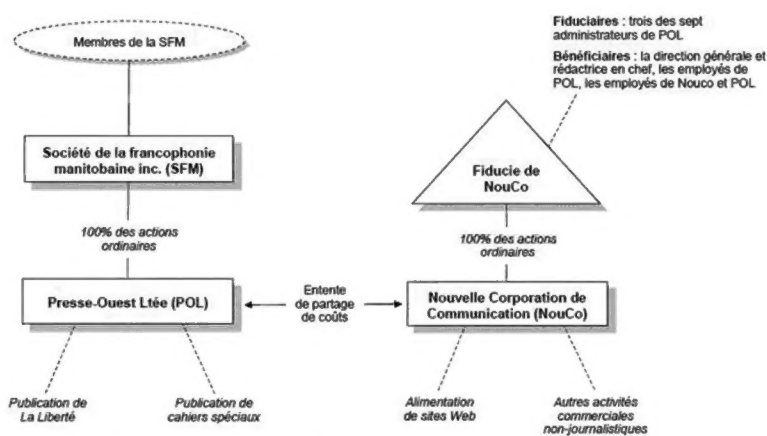 Membres de la SFM
Société de la francophonie
manitobaine inc. (SFM)
100% des actions
ordinaires
Presse-Ouest Ltée (POL)
Publication de
La Liberté
Publication de
cahiers spéciaux
Entente
de partage
de coûts
Fiduciaires : trois des sept
administrateurs de POL
Bénéficiaires : la direction générale et
rédactrice en chef, les employés de
POL, les employés de Nouco et POL
Fiducie de
NouCo
100% des actions
ordinaires
Nouvelle Corporation de
Communication (NouCo)
Alimentation
de sites Web
Autres activités
commerciales
non-journalistiques